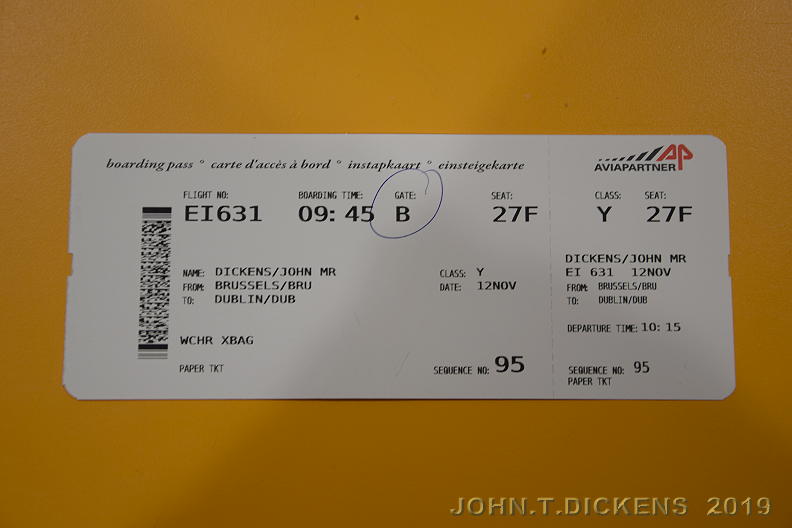 boarding pass ° carte d'accès à bord ° instapkaart ° einsteigekarte
AP
AVIAPARTNER
FLIGHT NO: BOARDING TIME: GATE: SEAT:
EI631 09:45 B 27F
NAME: DICKENS/JOHN MR CLASS: Y
FROM: BRUSSELS/BRU DATE: 12NOV
TO: DUBLIN/DUB
WCHR XBAG
PAPER TKT SEQUENCE NO: 95
CLASS: SEAT:
Y 27F
DICKENS/JOHN MR
EI 631 12NOV
FROM: BRUSSELS/BRU
TO: DUBLIN/DUB
DEPARTURE TIME: 10:15
SEQUENCE NO: 95
PAPER TKT
JOHN.T.DICKENS 2019